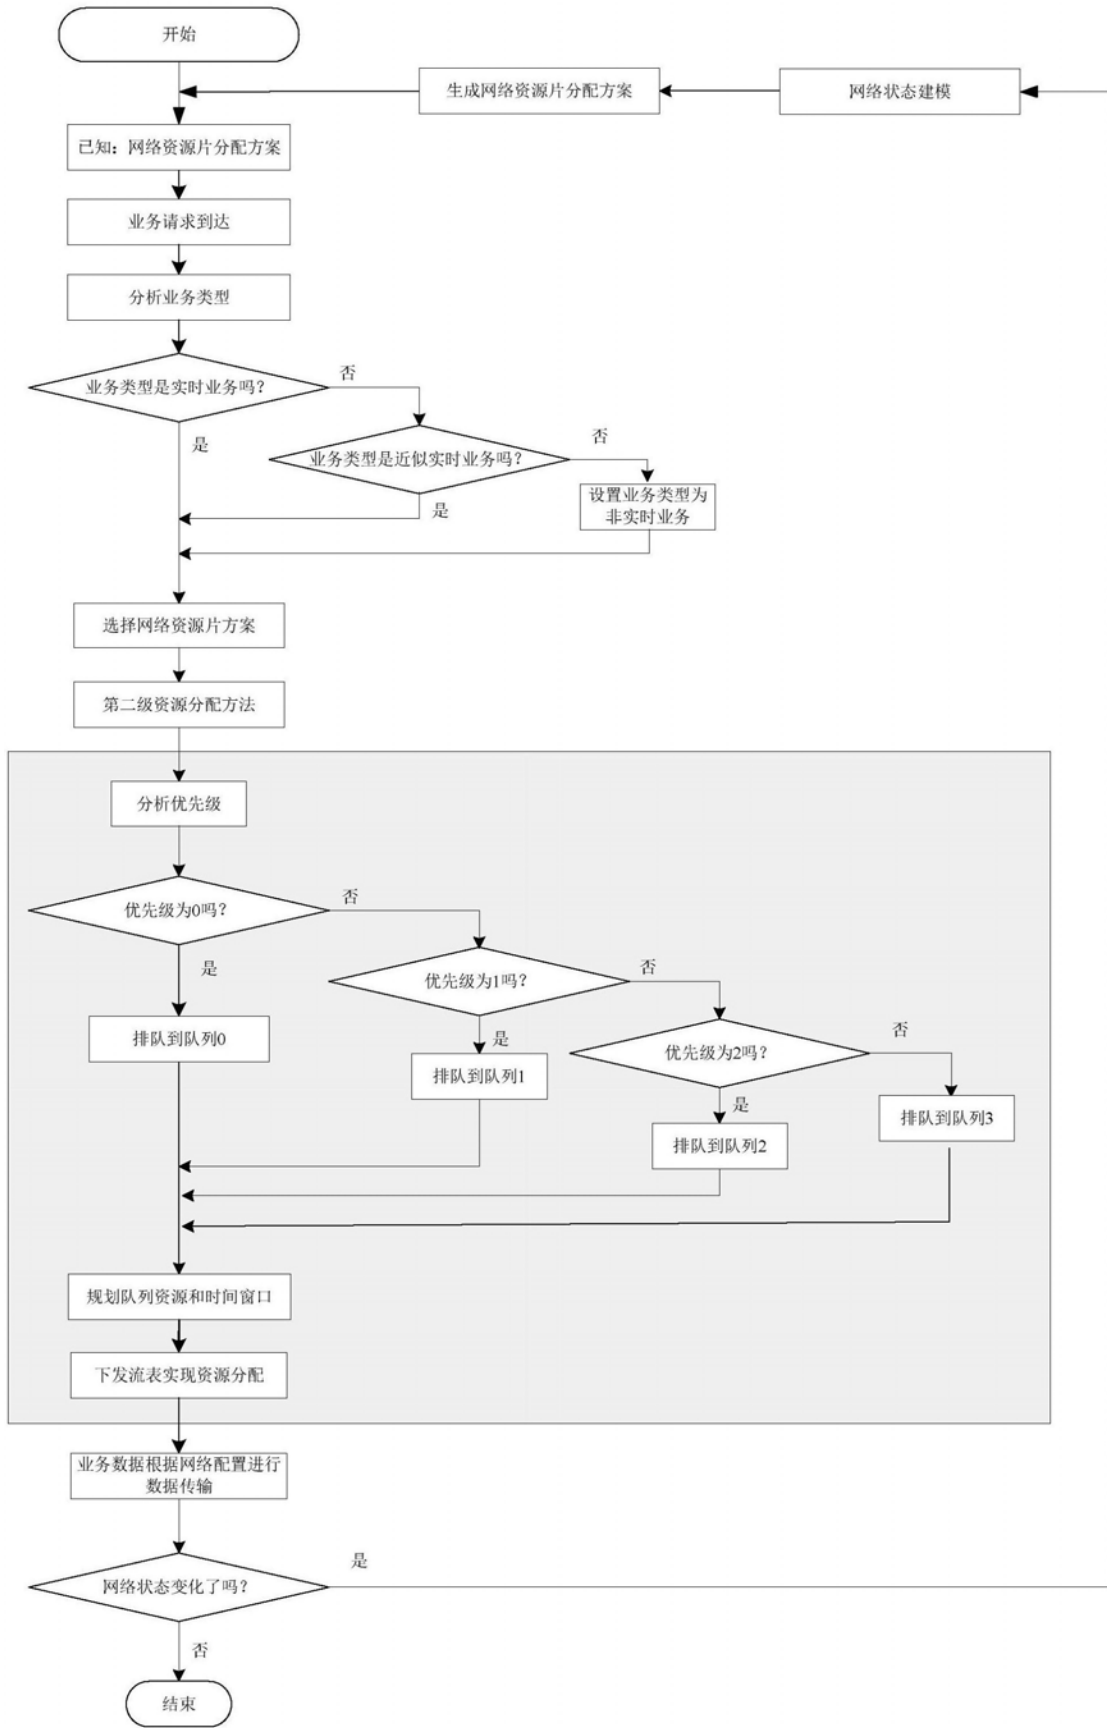 开始
生成网络资源片分配方案
网络状态建模
已知：网络资源片分配方案
业务请求到达
分析业务类型
业务类型是实时业务吗？
否
是
业务类型是近似实时业务吗？
否
是
设置业务类型为
非实时业务
选择网络资源片方案
第二级资源分配方法
分析优先级
优先级为0吗？
否
是
优先级为1吗？
否
是
排队到队列0
优先级为2吗？
否
是
排队到队列1
排队到队列2
排队到队列3
规划队列资源和时间窗口
下发流表实现资源分配
业务数据根据网络配置进行
数据传输
网络状态变化了吗？
是
否
结束